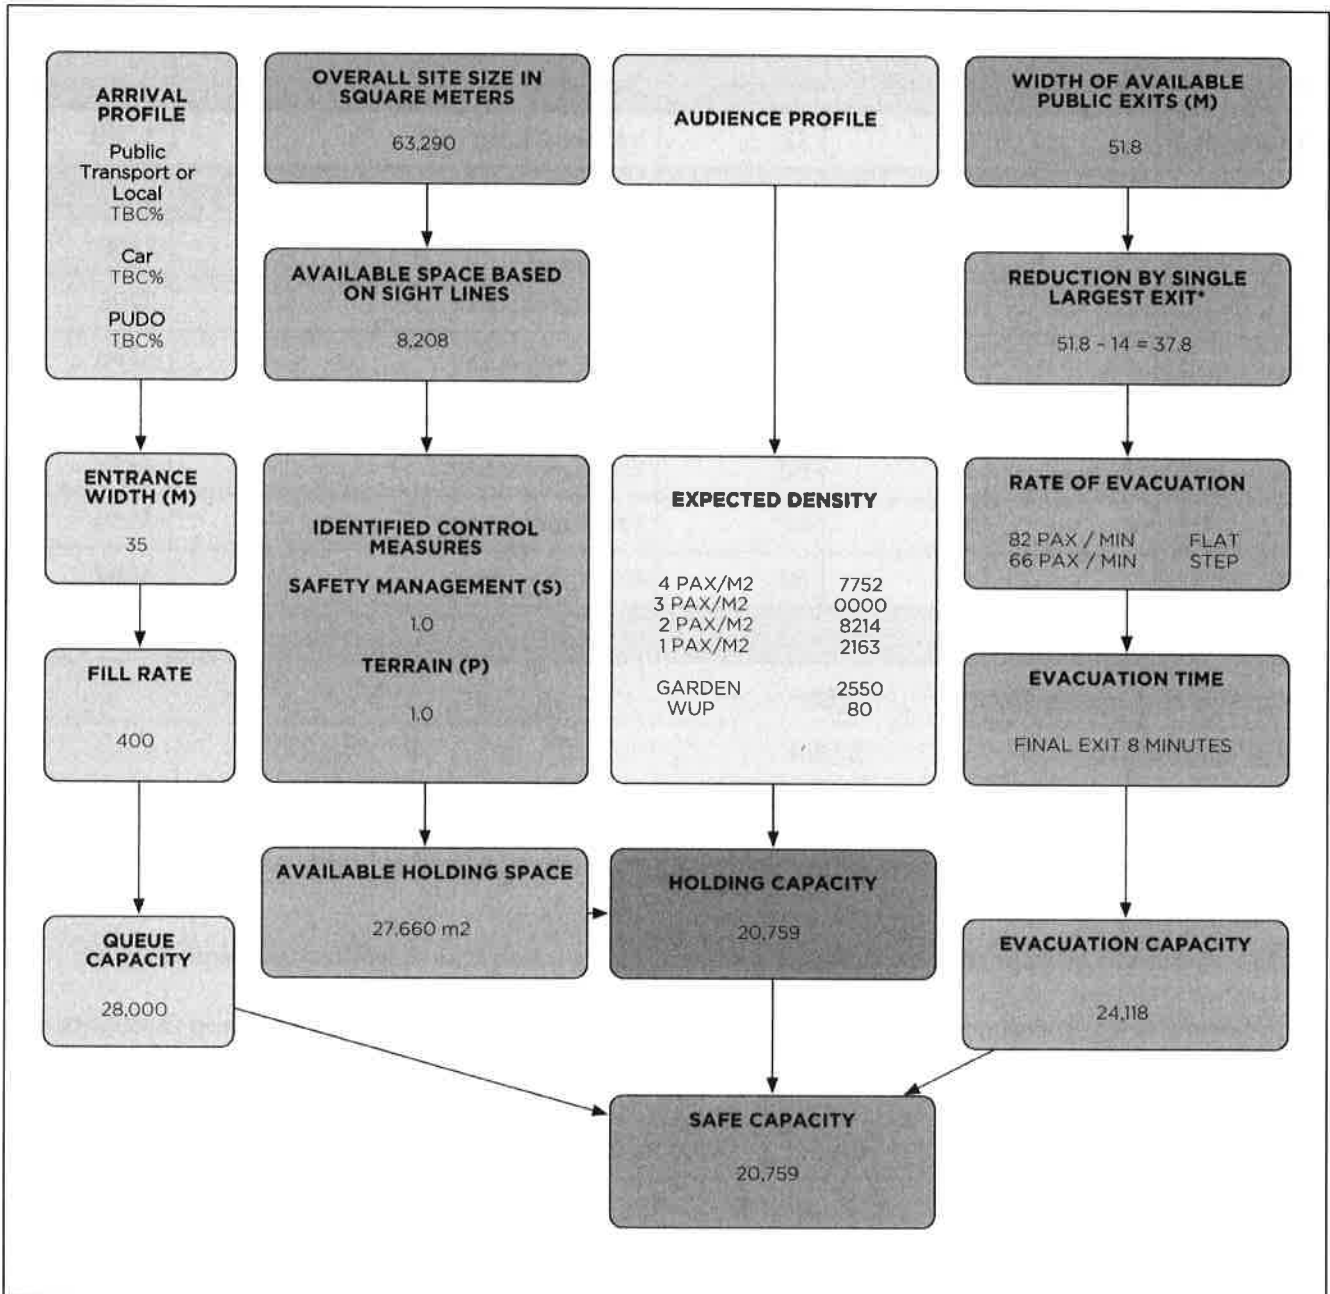 ARRIVAL
PROFILE
Public
Transport or
Local
TBC%
Car
TBC%
PUDO
TBC%
ENTRANCE
WIDTH (M)
35
FILL RATE
400
QUEUE
CAPACITY
28,000
OVERALL SITE SIZE IN
SQUARE METERS
63,290
AVAILABLE SPACE BASED
ON SIGHT LINES
8,208
IDENTIFIED CONTROL
MEASURES
SAFETY MANAGEMENT (S)
1.0
TERRAIN (P)
1.0
AVAILABLE HOLDING SPACE
27,660 m2
AUDIENCE PROFILE
EXPECTED DENSITY
4 PAX/M2 7752
3 PAX/M2 0000
2 PAX/M2 8214
1 PAX/M2 2163
GARDEN 2550
WUP 80
HOLDING CAPACITY
20,759
WIDTH OF AVAILABLE
PUBLIC EXITS (M)
51.8
REDUCTION BY SINGLE
LARGEST EXIT*
51.8 - 14 = 37.8
RATE OF EVACUATION
82 PAX / MIN FLAT
66 PAX / MIN STEP
EVACUATION TIME
FINAL EXIT 8 MINUTES
EVACUATION CAPACITY
24,118
SAFE CAPACITY
20,759